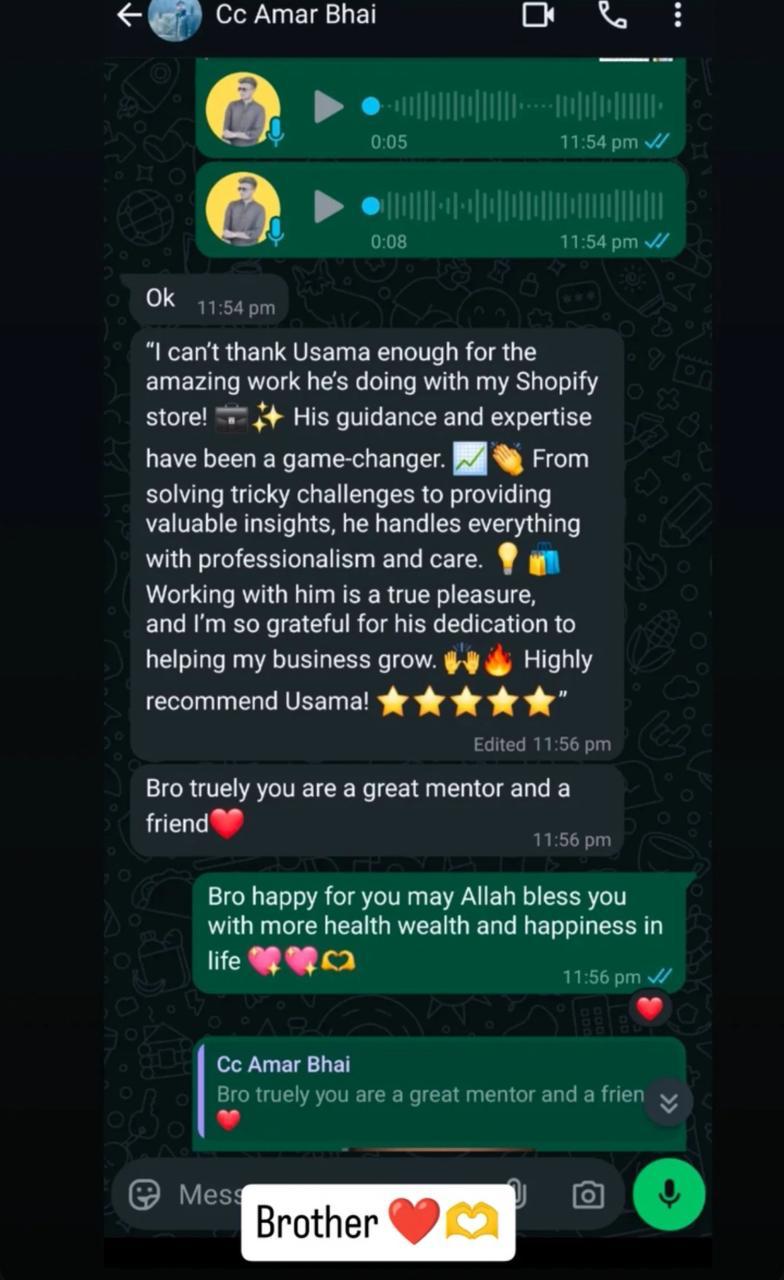 Cc Amar Bhai
0:05 11:54 pm
0:08 11:54 pm
Ok 11:54 pm
“I can’t thank Usama enough for the
amazing work he’s doing with my Shopify
store! 💼✨ His guidance and expertise
have been a game-changer. 📈👏 From
solving tricky challenges to providing
valuable insights, he handles everything
with professionalism and care. 💡🛍️
Working with him is a true pleasure,
and I’m so grateful for his dedication to
helping my business grow. 🙌🔥 Highly
recommend Usama! ⭐⭐⭐⭐⭐”
Edited 11:56 pm
Bro truely you are a great mentor and a
friend❤️
11:56 pm
Bro happy for you may Allah bless you
with more health wealth and happiness in
life 💖💖🫶
11:56 pm
❤️
Cc Amar Bhai
Bro truely you are a great mentor and a frien
❤️
Mess
Brother ❤️🫶